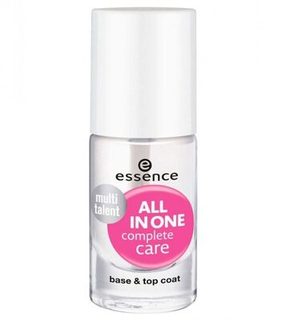 essence
multi
talent
ALL
IN ONE
complete
care
base & top coat